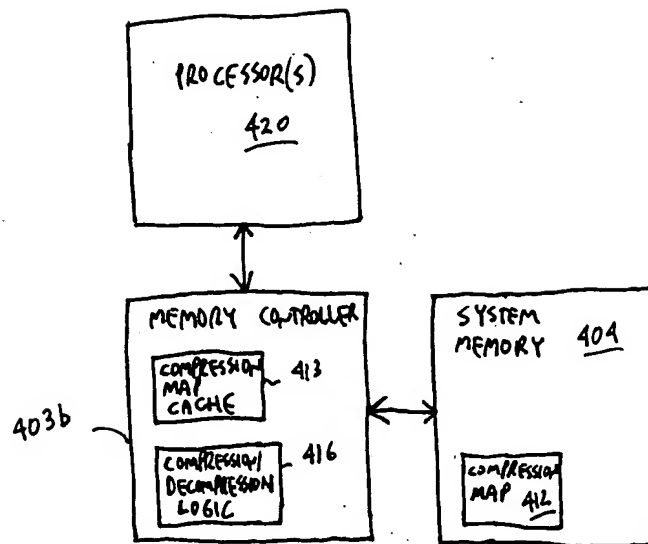 PROCESSOR(S)
420
MEMORY CONTROLLER
COMPRESSION
MAP
CACHE
413
COMPRESSION/
DECOMPRESSION
LOGIC
416
403b
SYSTEM
MEMORY 404
COMPRESSION
MAP 412